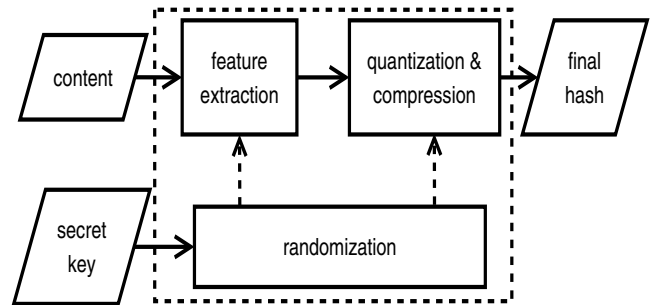 content
feature
extraction
quantization &
compression
final
hash
secret
key
randomization